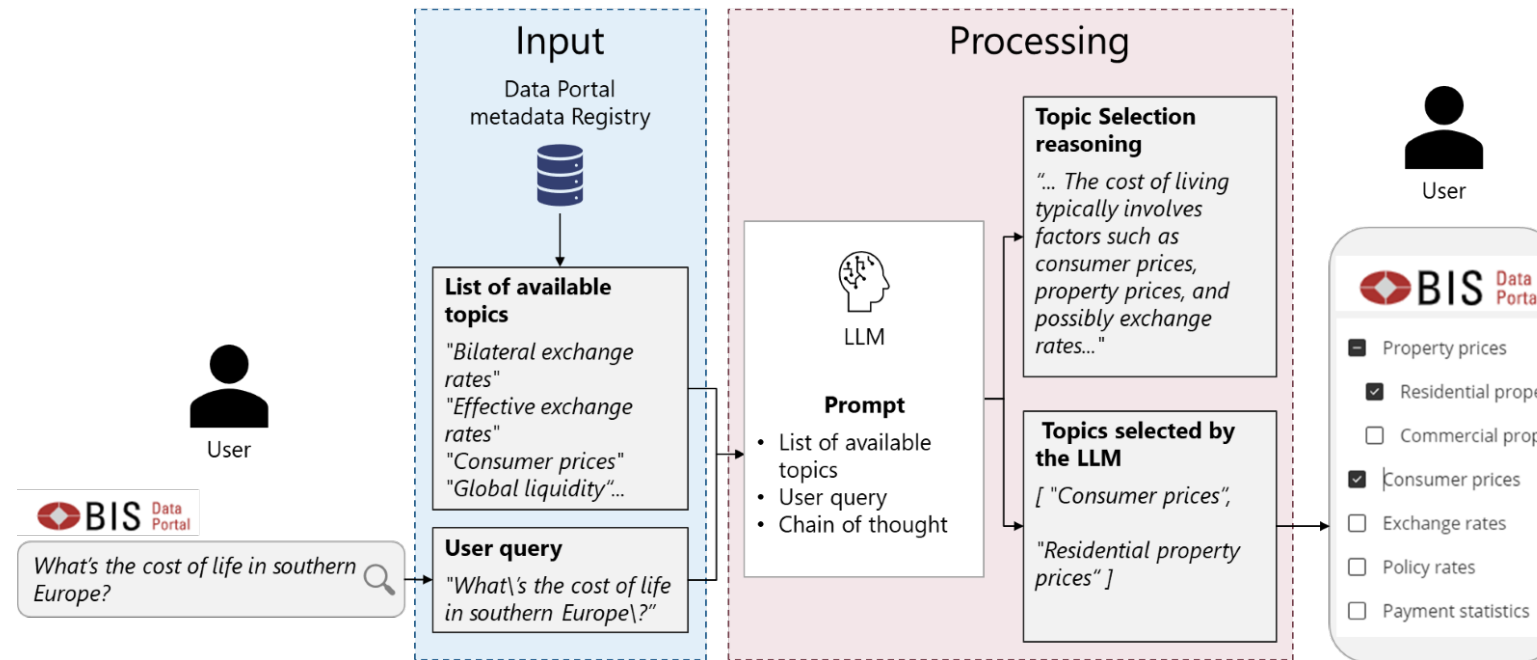 Input
Data Portal
metadata Registry
List of available
topics
"Bilateral exchange
rates"
"Effective exchange
rates"
"Consumer prices"
"Global liquidity“...
User
BIS Data
Portal
What's the cost of life in southern
Europe?
User query
"What\'s the cost of life
in southern Europe\?”
Processing
LLM
Prompt
• List of available
topics
• User query
• Chain of thought
Topic Selection
reasoning
“... The cost of living
typically involves
factors such as
consumer prices,
property prices, and
possibly exchange
rates..."
Topics selected by
the LLM
[ "Consumer prices”,
"Residential property
prices” ]
User
BIS Data
Porta
Property prices
Residential prope
Commercial prop
Consumer prices
Exchange rates
Policy rates
Payment statistics